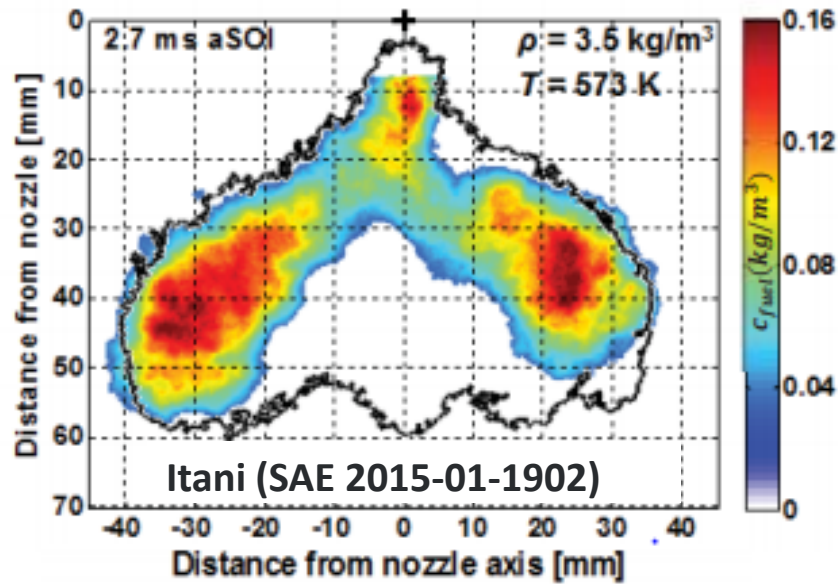 2.7 ms aSOI
ρ = 3.5 kg/m³
T = 573 K
Distance from nozzle [mm]
0
10
20
30
40
50
60
70
Itani (SAE 2015-01-1902)
-40 -30 -20 -10 0 10 20 30 40
Distance from nozzle axis [mm]
0.16
0.12
0.08
0.04
0
c_fuel (kg/m³)